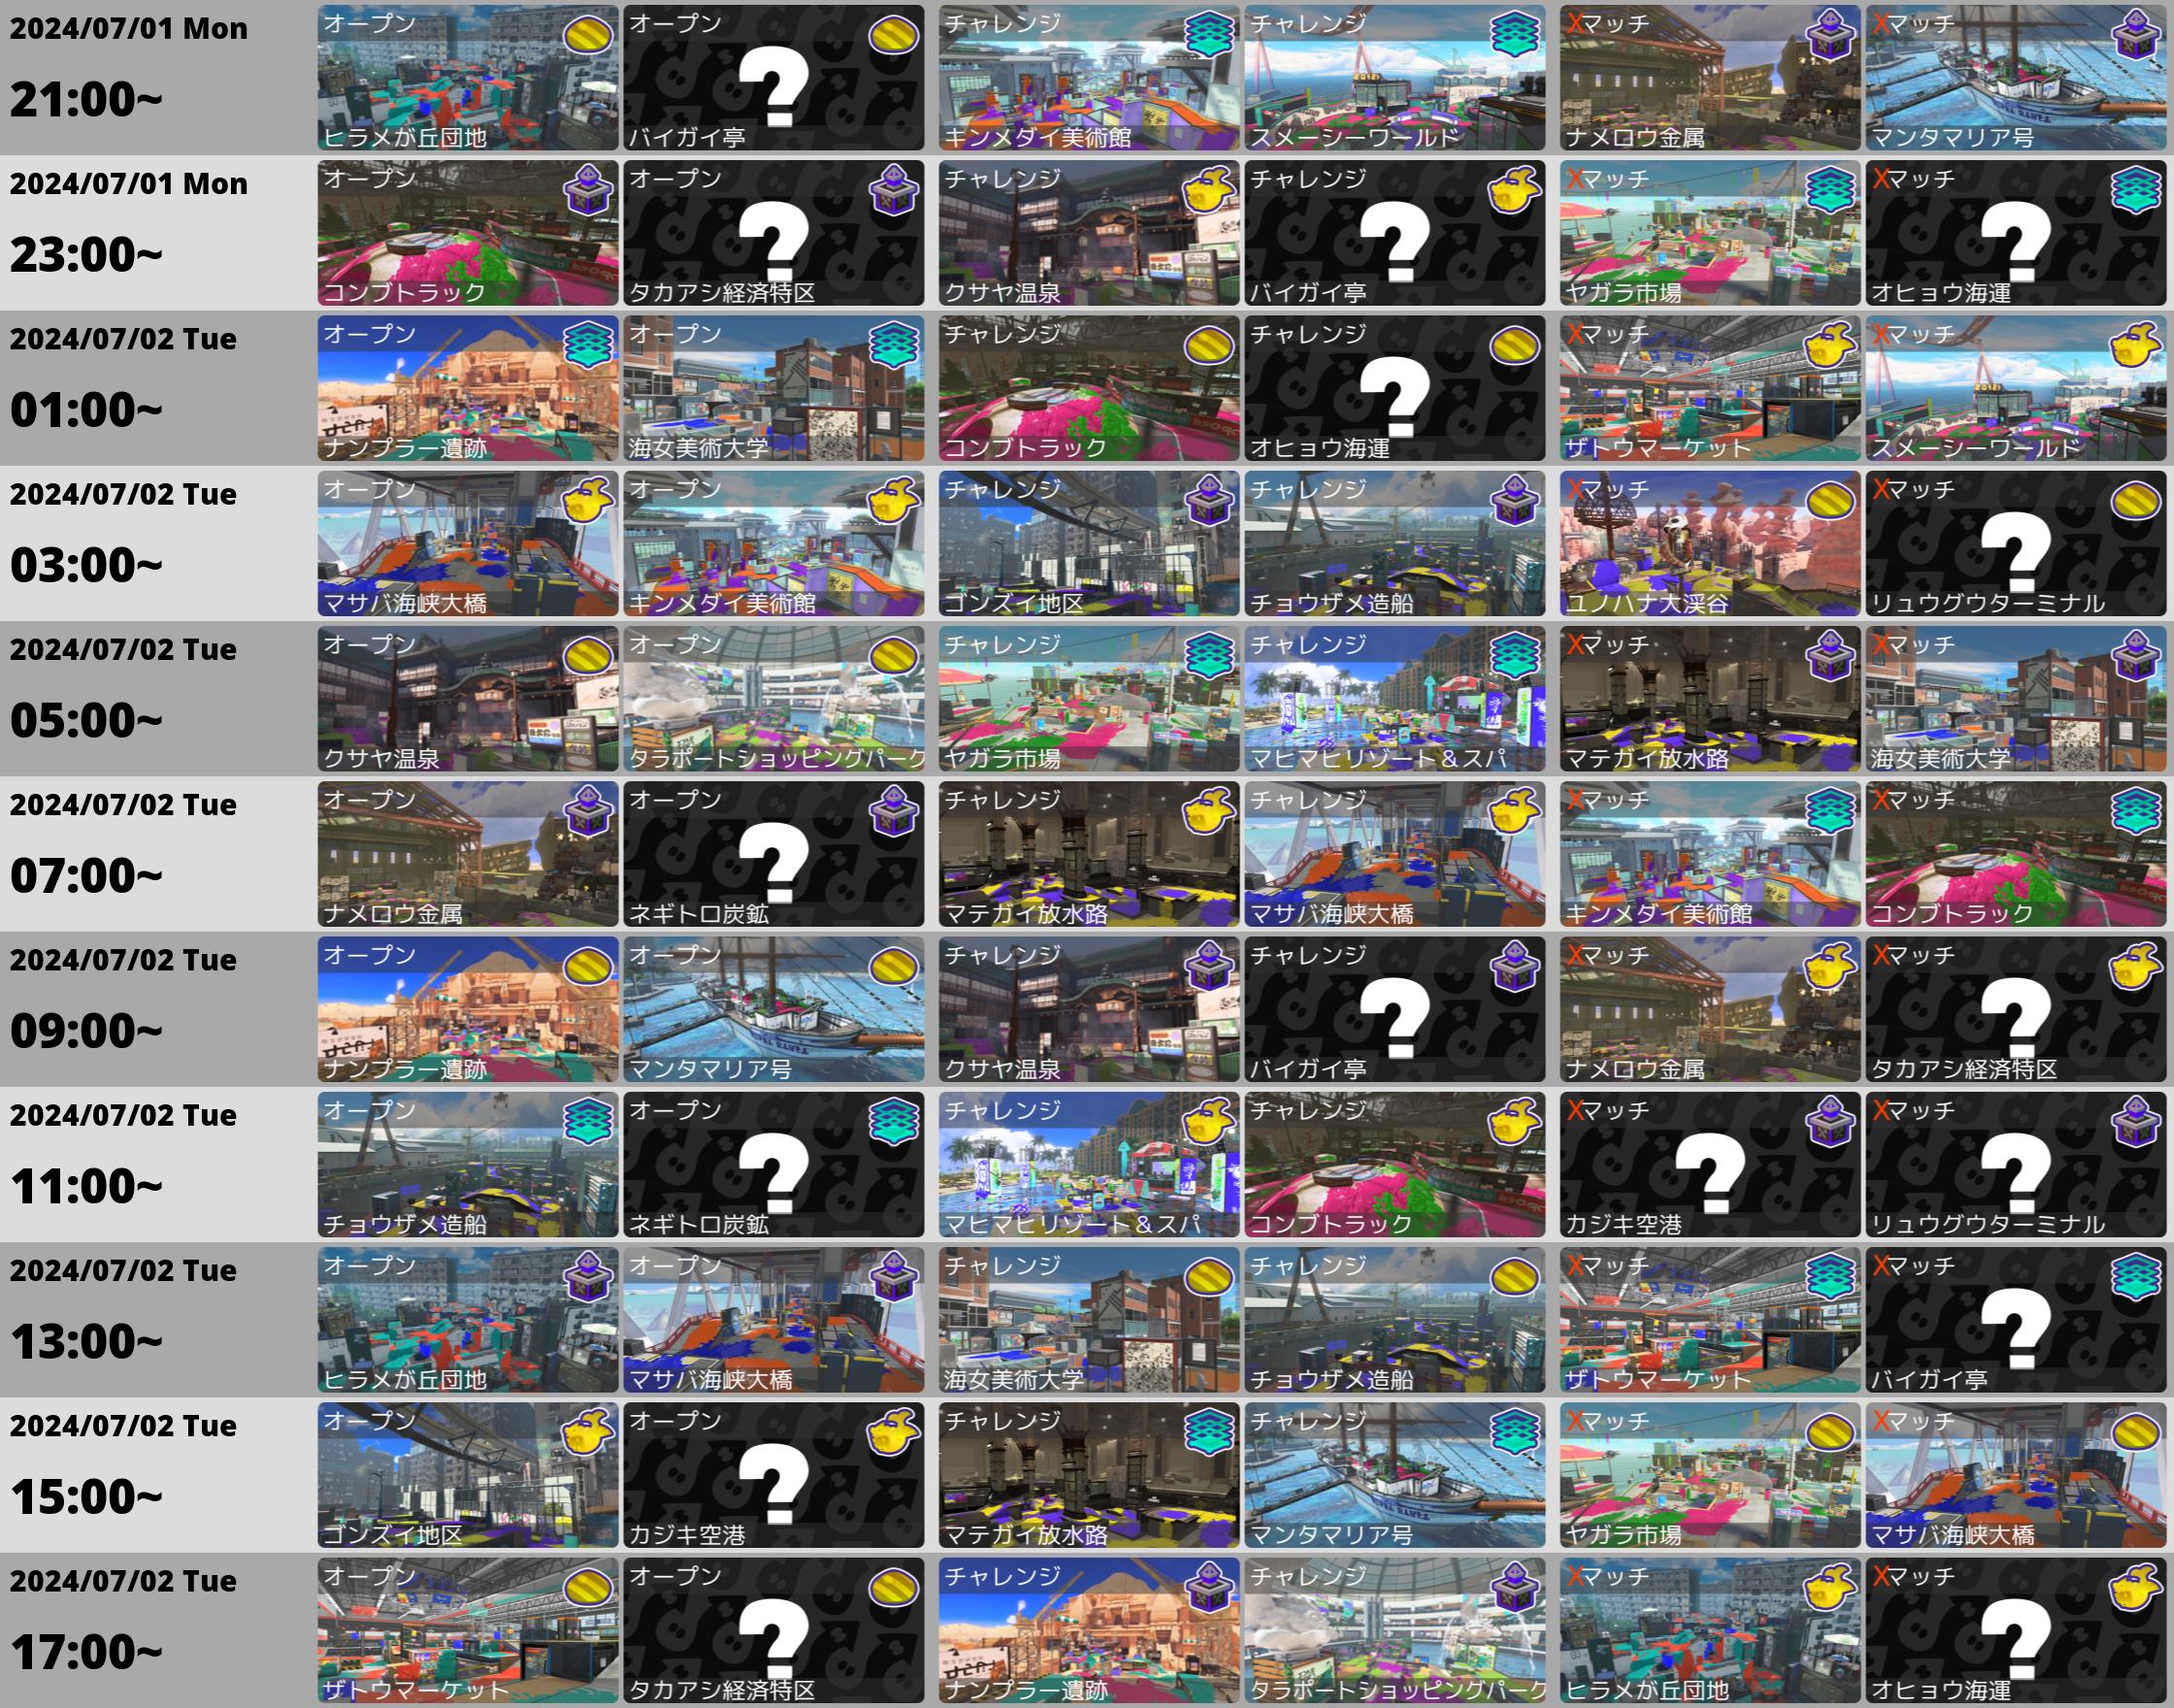 2024/07/01 Mon
21:00~
オープン
ヒラメが丘団地
オープン
バイガイ亭
チャレンジ
キンメダイ美術館
チャレンジ
スメーシーワールド
Xマッチ
ナメロウ金属
Xマッチ
マンタマリア号
2024/07/01 Mon
23:00~
オープン
コンブトラック
オープン
タカアシ経済特区
チャレンジ
クサヤ温泉
チャレンジ
バイガイ亭
Xマッチ
ヤガラ市場
Xマッチ
オヒョウ海運
2024/07/02 Tue
01:00~
オープン
ナンプラー遺跡
オープン
海女美術大学
チャレンジ
コンブトラック
チャレンジ
オヒョウ海運
Xマッチ
ザトウマーケット
Xマッチ
スメーシーワールド
2024/07/02 Tue
03:00~
オープン
マサバ海峡大橋
オープン
キンメダイ美術館
チャレンジ
ゴンズイ地区
チャレンジ
チョウザメ造船
Xマッチ
ユノハナ大渓谷
Xマッチ
リュウグウターミナル
2024/07/02 Tue
05:00~
オープン
クサヤ温泉
オープン
タラポートショッピングパーク
チャレンジ
ヤガラ市場
チャレンジ
マヒマヒリゾート＆スパ
Xマッチ
マテガイ放水路
Xマッチ
海女美術大学
2024/07/02 Tue
07:00~
オープン
ナメロウ金属
オープン
ネギトロ炭鉱
チャレンジ
マテガイ放水路
チャレンジ
マサバ海峡大橋
Xマッチ
キンメダイ美術館
Xマッチ
コンブトラック
2024/07/02 Tue
09:00~
オープン
ナンプラー遺跡
オープン
マンタマリア号
チャレンジ
クサヤ温泉
チャレンジ
バイガイ亭
Xマッチ
ナメロウ金属
Xマッチ
タカアシ経済特区
2024/07/02 Tue
11:00~
オープン
チョウザメ造船
オープン
ネギトロ炭鉱
チャレンジ
マヒマヒリゾート＆スパ
チャレンジ
コンブトラック
Xマッチ
カジキ空港
Xマッチ
リュウグウターミナル
2024/07/02 Tue
13:00~
オープン
ヒラメが丘団地
オープン
マサバ海峡大橋
チャレンジ
海女美術大学
チャレンジ
チョウザメ造船
Xマッチ
ザトウマーケット
Xマッチ
バイガイ亭
2024/07/02 Tue
15:00~
オープン
ゴンズイ地区
オープン
カジキ空港
チャレンジ
マテガイ放水路
チャレンジ
マンタマリア号
Xマッチ
ヤガラ市場
Xマッチ
マサバ海峡大橋
2024/07/02 Tue
17:00~
オープン
ザトウマーケット
オープン
タカアシ経済特区
チャレンジ
ナンプラー遺跡
チャレンジ
タラポートショッピングパーク
Xマッチ
ヒラメが丘団地
Xマッチ
オヒョウ海運